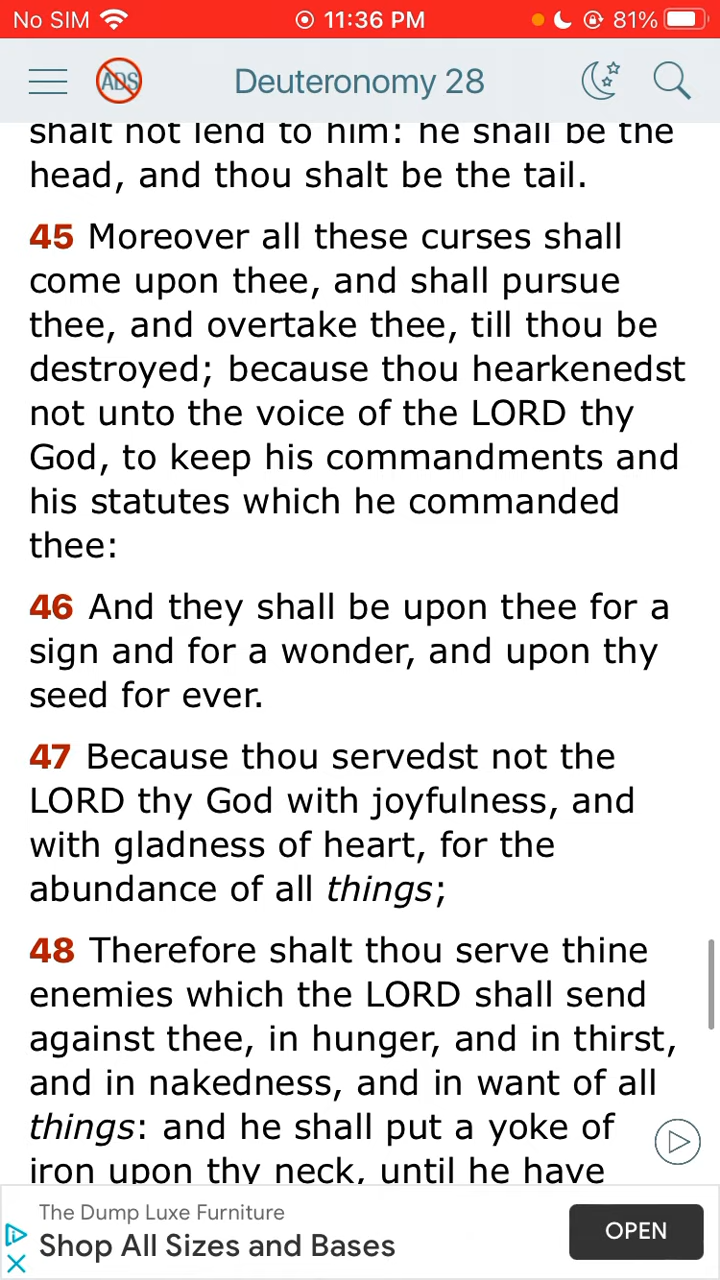 No SIM 11:36 PM 81%
ADS Deuteronomy 28
shalt not lend to him: he shall be the
head, and thou shalt be the tail.
45 Moreover all these curses shall
come upon thee, and shall pursue
thee, and overtake thee, till thou be
destroyed; because thou hearkenedst
not unto the voice of the LORD thy
God, to keep his commandments and
his statutes which he commanded
thee:
46 And they shall be upon thee for a
sign and for a wonder, and upon thy
seed for ever.
47 Because thou servedst not the
LORD thy God with joyfulness, and
with gladness of heart, for the
abundance of all things;
48 Therefore shalt thou serve thine
enemies which the LORD shall send
against thee, in hunger, and in thirst,
and in nakedness, and in want of all
things: and he shall put a yoke of
iron upon thy neck, until he have
The Dump Luxe Furniture
Shop All Sizes and Bases
OPEN